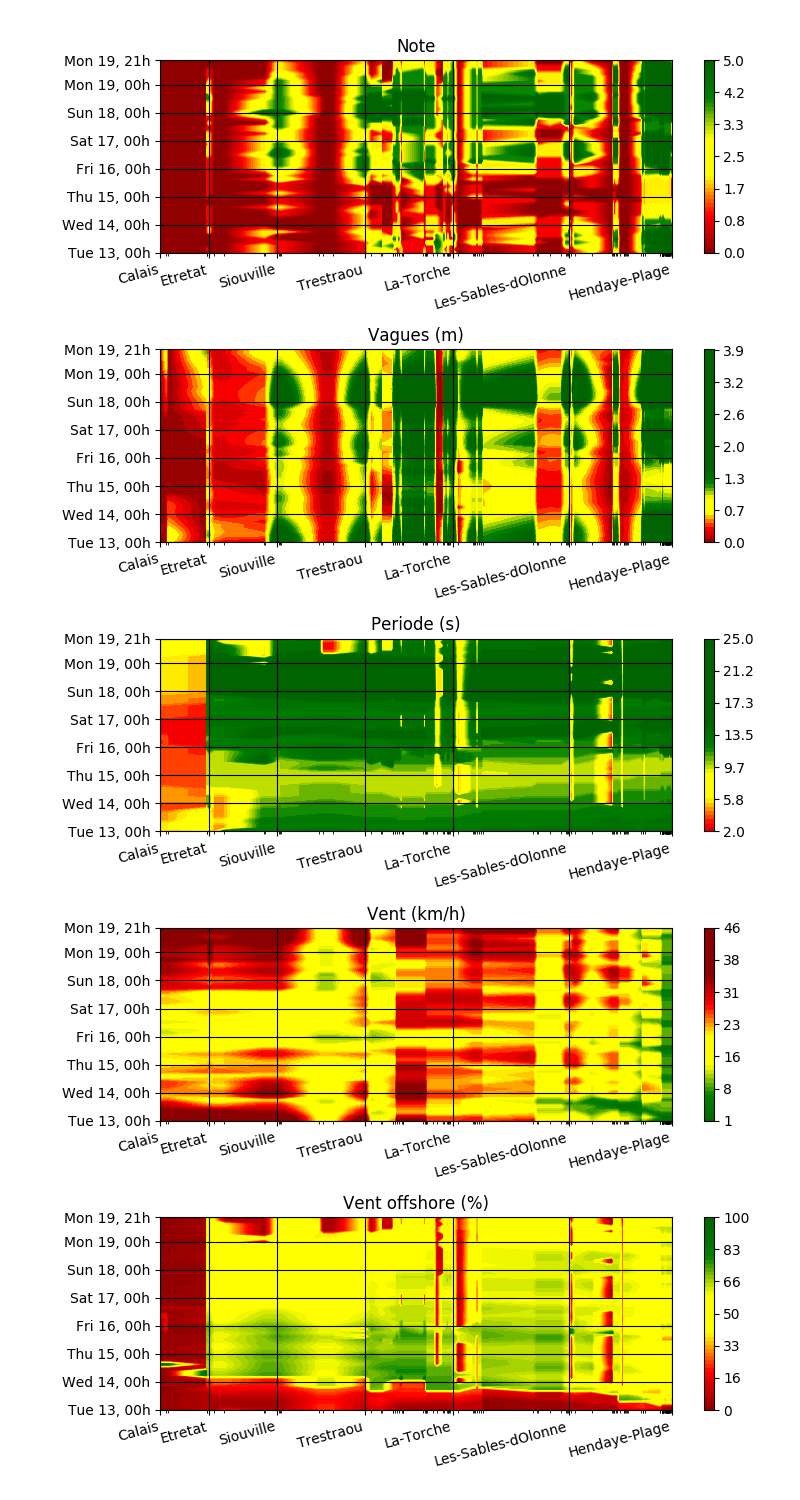 Note
Mon 19, 21h
Mon 19, 00h
Sun 18, 00h
Sat 17, 00h
Fri 16, 00h
Thu 15, 00h
Wed 14, 00h
Tue 13, 00h
Calais Etretat Siouville Trestraou La-Torche Les-Sables-dOlonne Hendaye-Plage
5.0
4.2
3.3
2.5
1.7
0.8
0.0
Vagues (m)
Mon 19, 21h
Mon 19, 00h
Sun 18, 00h
Sat 17, 00h
Fri 16, 00h
Thu 15, 00h
Wed 14, 00h
Tue 13, 00h
Calais Etretat Siouville Trestraou La-Torche Les-Sables-dOlonne Hendaye-Plage
3.9
3.2
2.6
2.0
1.3
0.7
0.0
Periode (s)
Mon 19, 21h
Mon 19, 00h
Sun 18, 00h
Sat 17, 00h
Fri 16, 00h
Thu 15, 00h
Wed 14, 00h
Tue 13, 00h
Calais Etretat Siouville Trestraou La-Torche Les-Sables-dOlonne Hendaye-Plage
25.0
21.2
17.3
13.5
9.7
5.8
2.0
Vent (km/h)
Mon 19, 21h
Mon 19, 00h
Sun 18, 00h
Sat 17, 00h
Fri 16, 00h
Thu 15, 00h
Wed 14, 00h
Tue 13, 00h
Calais Etretat Siouville Trestraou La-Torche Les-Sables-dOlonne Hendaye-Plage
46
38
31
23
16
8
1
Vent offshore (%)
Mon 19, 21h
Mon 19, 00h
Sun 18, 00h
Sat 17, 00h
Fri 16, 00h
Thu 15, 00h
Wed 14, 00h
Tue 13, 00h
Calais Etretat Siouville Trestraou La-Torche Les-Sables-dOlonne Hendaye-Plage
100
83
66
50
33
16
0